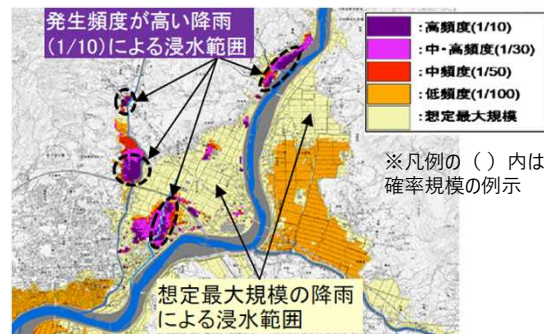 発生頻度が高い降雨
(1/10)による浸水範囲
:高頻度(1/10)
:中・高頻度(1/30)
:中頻度(1/50)
:低頻度(1/100)
:想定最大規模
※凡例の（ ）内は
確率規模の例示
想定最大規模の降雨
による浸水範囲